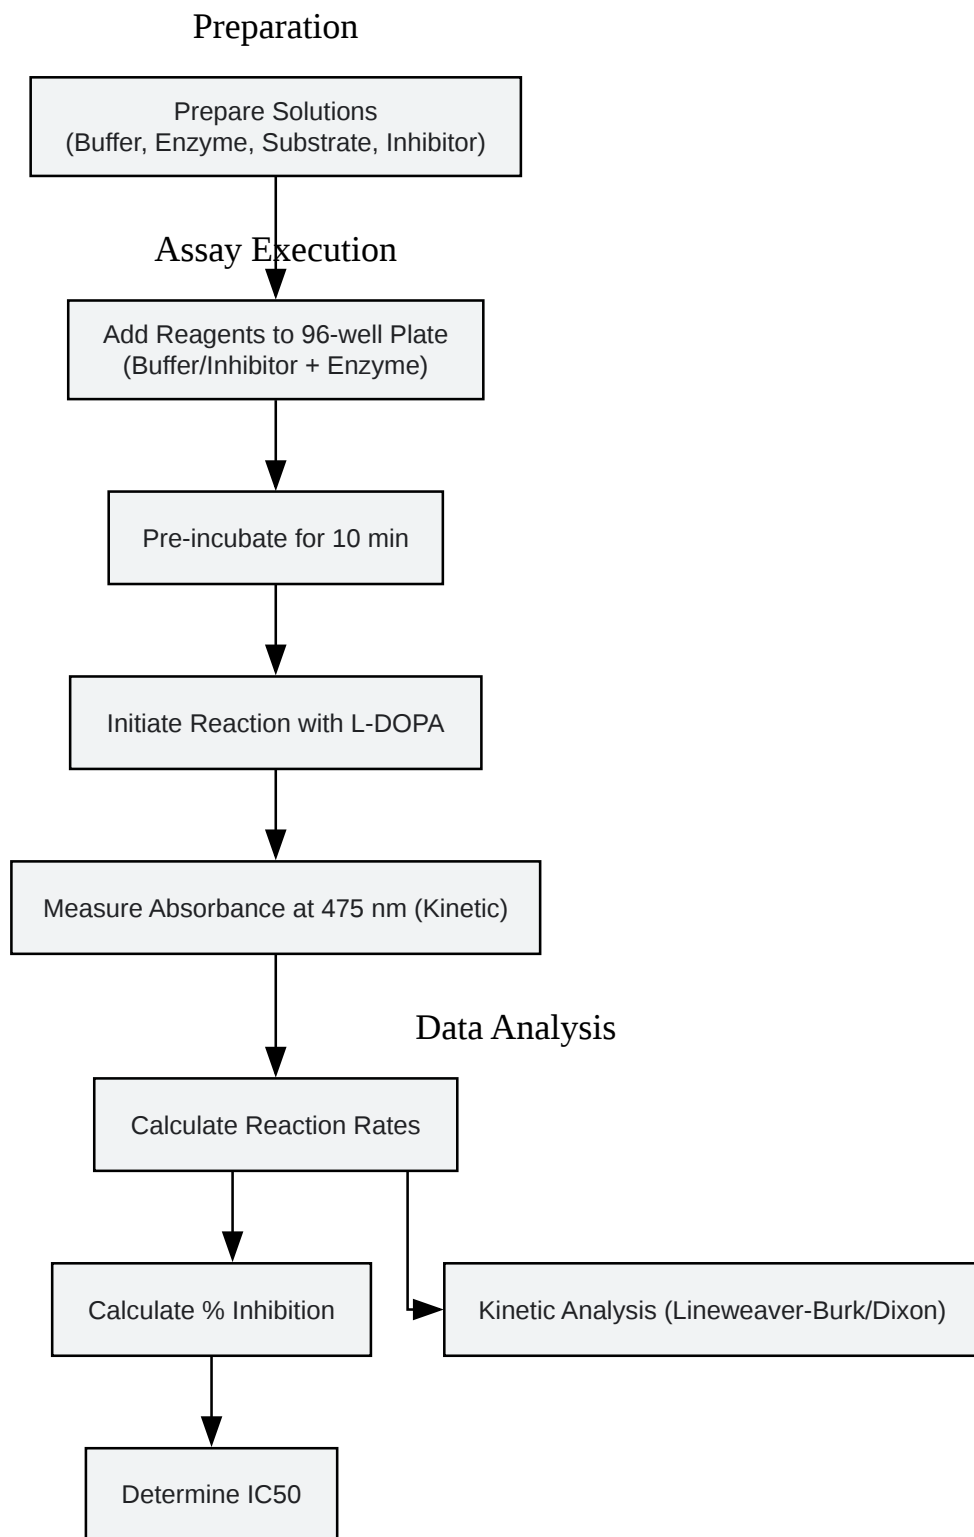 Preparation
Prepare Solutions
(Buffer, Enzyme, Substrate, Inhibitor)
Assay Execution
Add Reagents to 96-well Plate
(Buffer/Inhibitor + Enzyme)
Pre-incubate for 10 min
Initiate Reaction with L-DOPA
Measure Absorbance at 475 nm (Kinetic)
Data Analysis
Calculate Reaction Rates
Calculate % Inhibition
Kinetic Analysis (Lineweaver-Burk/Dixon)
Determine IC50